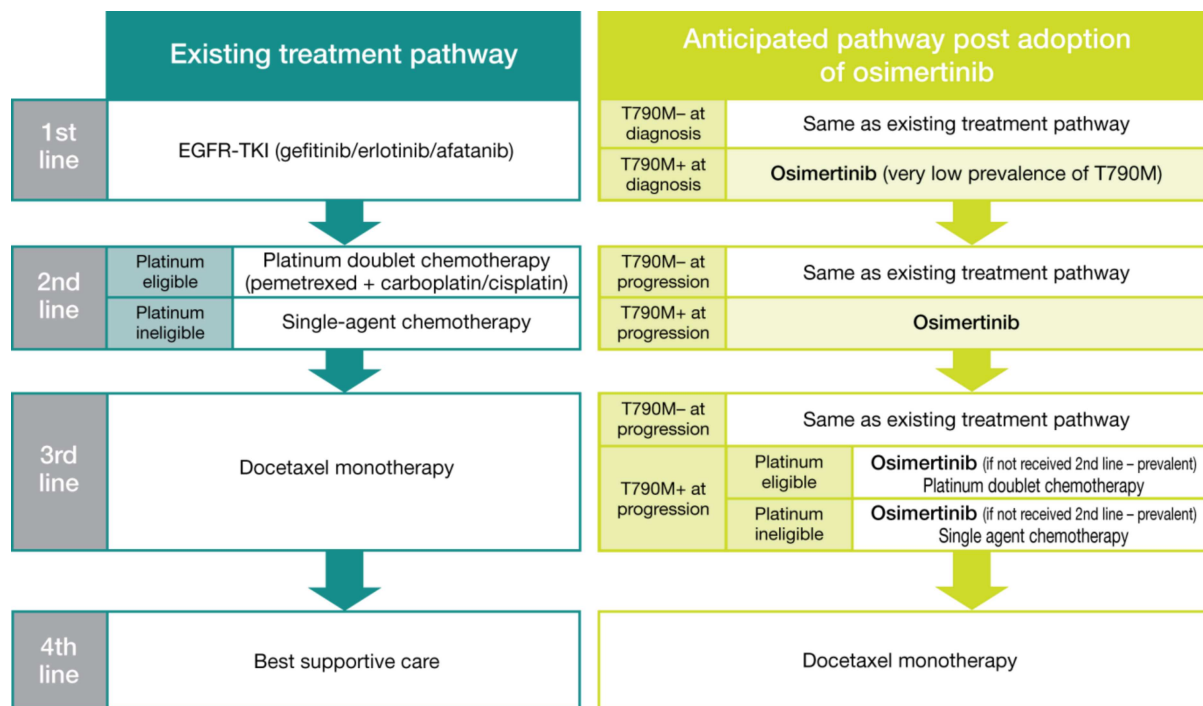 Existing treatment pathway
Anticipated pathway post adoption
of osimertinib
1st
line
EGFR-TKI (gefitinib/erlotinib/afatanib)
T790M– at
diagnosis
Same as existing treatment pathway
T790M+ at
diagnosis
Osimertinib (very low prevalence of T790M)
2nd
line
Platinum
eligible
Platinum doublet chemotherapy
(pemetrexed + carboplatin/cisplatin)
Platinum
ineligible
Single-agent chemotherapy
T790M– at
progression
Same as existing treatment pathway
T790M+ at
progression
Osimertinib
3rd
line
Docetaxel monotherapy
T790M– at
progression
Same as existing treatment pathway
T790M+ at
progression
Platinum
eligible
Osimertinib (if not received 2nd line – prevalent)
Platinum doublet chemotherapy
Platinum
ineligible
Osimertinib (if not received 2nd line – prevalent)
Single agent chemotherapy
4th
line
Best supportive care
Docetaxel monotherapy